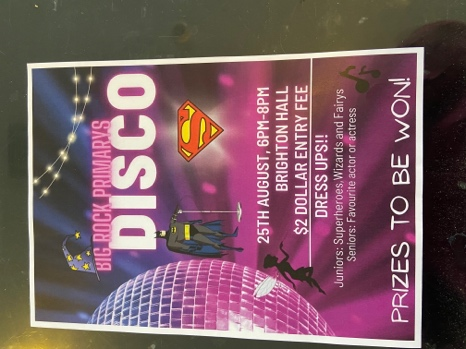 BIG ROCK PRIMARYS
DISCO
25TH AUGUST, 6PM-8PM
BRIGHTON HALL
$2 DOLLAR ENTRY FEE
DRESS UPS!!
Juniors: Superheroes,Wizards and Fairys
Seniors: Favourite actor or actress
PRIZES TO BE WON!